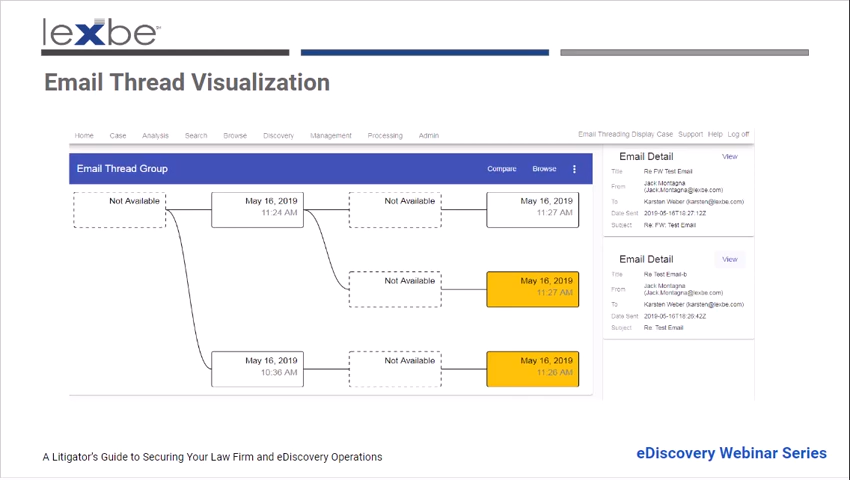 lexbe
Email Thread Visualization
Home Case Analysis Search Browse Discovery Management Processing Admin
Email Threading Display Case Support Help Log off
Email Thread Group Compare Browse
Not Available
May 16, 2019
11:24 AM
Not Available
May 16, 2019
11:27 AM
Not Available
May 16, 2019
11:27 AM
May 16, 2019
10:36 AM
Not Available
May 16, 2019
11:26 AM
Email Detail View
Title Re FW Test Email
From Jack Montagna
(Jack.Montagna@lexbe.com)
To Karsten Weber (karsten@lexbe.com)
Date Sent 2019-05-16T18:27:12Z
Subject Re: FW: Test Email
Email Detail View
Title Re Test Email-b
From Jack Montagna
(Jack.Montagna@lexbe.com)
To Karsten Weber (karsten@lexbe.com)
Date Sent 2019-05-16T18:26:42Z
Subject Re: Test Email
A Litigator's Guide to Securing Your Law Firm and eDiscovery Operations
eDiscovery Webinar Series